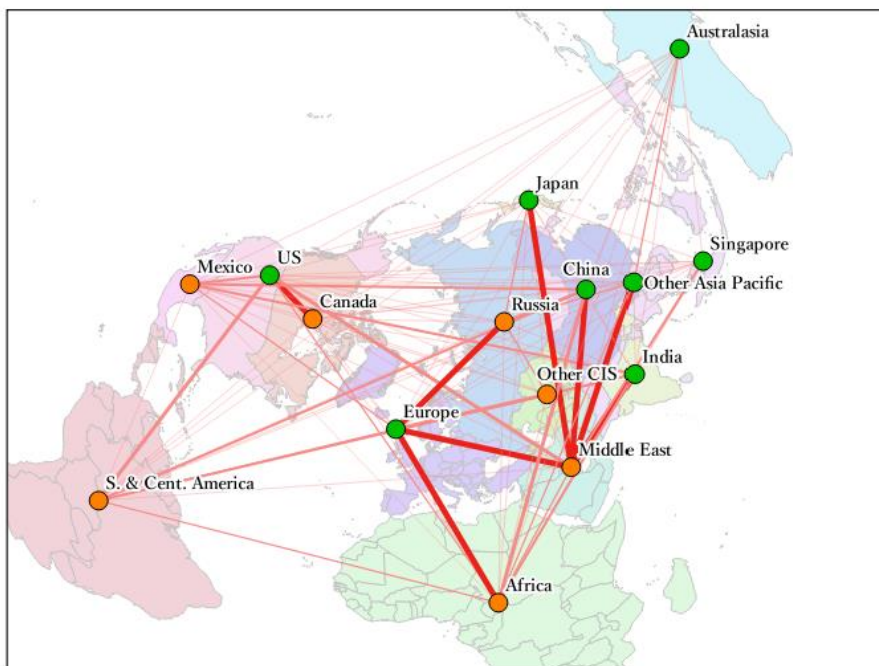 Australasia
Japan
Singapore
US
Mexico
China
Other Asia Pacific
Canada
Russia
India
Other CIS
Europe
Middle East
S. & Cent. America
Africa